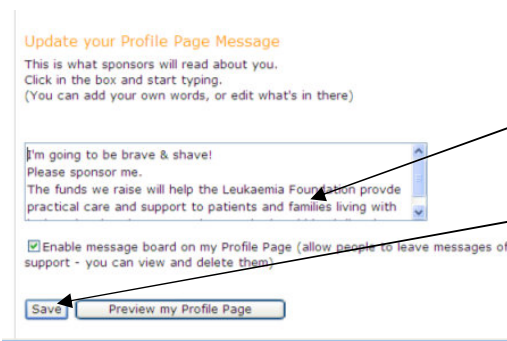 Update your Profile Page Message
This is what sponsors will read about you.
Click in the box and start typing.
(You can add your own words, or edit what's in there)
I'm going to be brave & shave!
Please sponsor me.
The funds we raise will help the Leukaemia Foundation provde
practical care and support to patients and families living with
Enable message board on my Profile Page (allow people to leave messages of
support - you can view and delete them)
Save
Preview my Profile Page